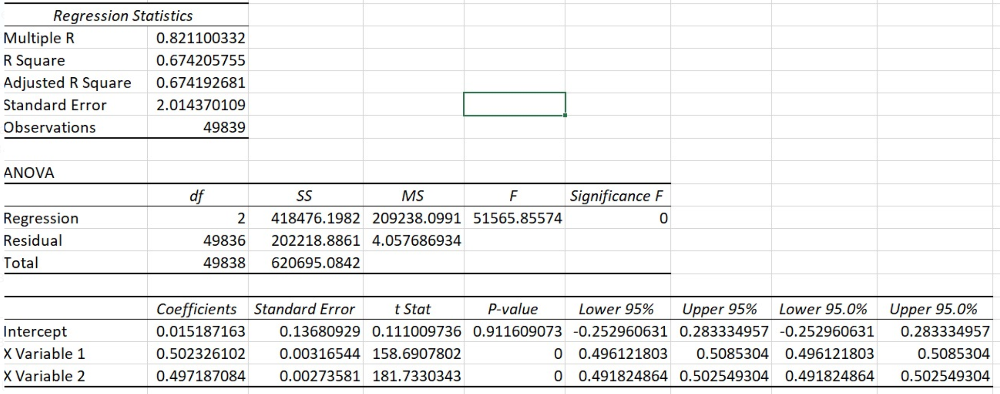 Regression Statistics
Multiple R 0.821100332
R Square 0.674205755
Adjusted R Square 0.674192681
Standard Error 2.014370109
Observations 49839
ANOVA
df SS MS F Significance F
Regression 2 418476.1982 209238.0991 51565.85574 0
Residual 49836 202218.8861 4.057686934
Total 49838 620695.0842
Coefficients Standard Error t Stat P-value Lower 95% Upper 95% Lower 95.0% Upper 95.0%
Intercept 0.015187163 0.13680929 0.111009736 0.911609073 -0.252960631 0.283334957 -0.252960631 0.283334957
X Variable 1 0.502326102 0.00316544 158.6907802 0 0.496121803 0.5085304 0.496121803 0.5085304
X Variable 2 0.497187084 0.00273581 181.7330343 0 0.491824864 0.502549304 0.491824864 0.502549304